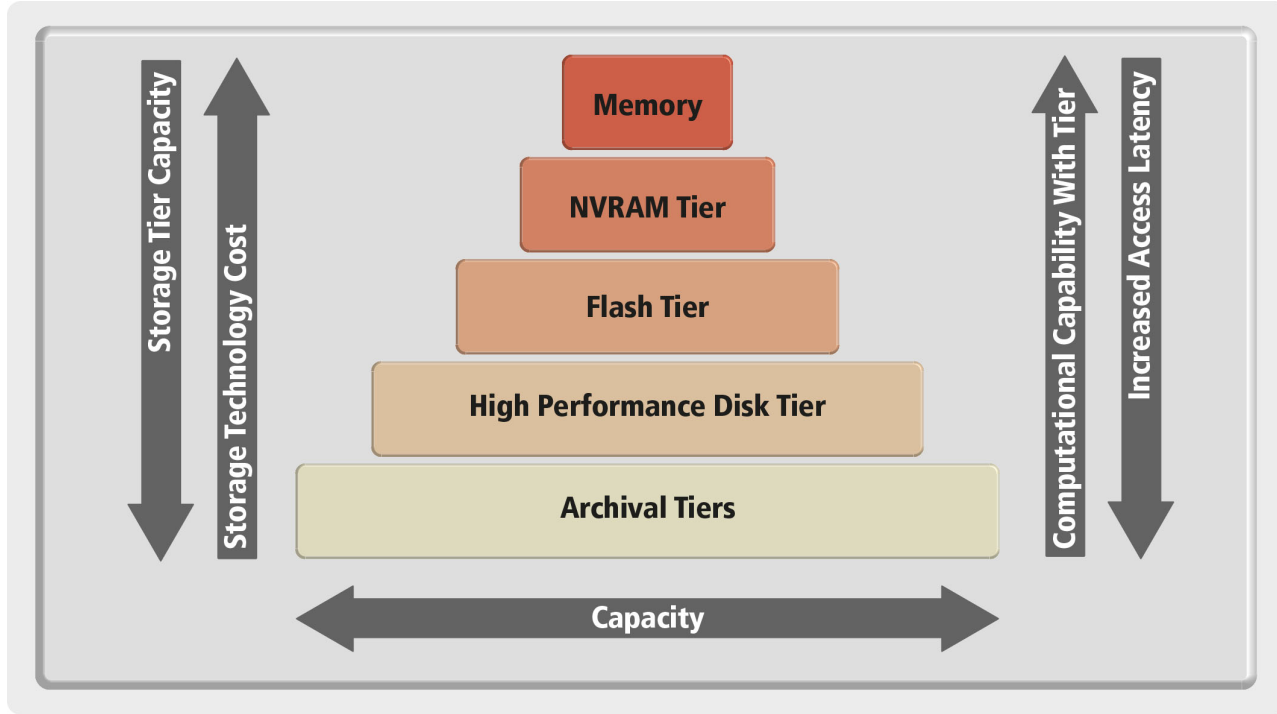 Storage Tier Capacity
Storage Technology Cost
Memory
NVRAM Tier
Flash Tier
High Performance Disk Tier
Archival Tiers
Capacity
Computational Capability With Tier
Increased Access Latency